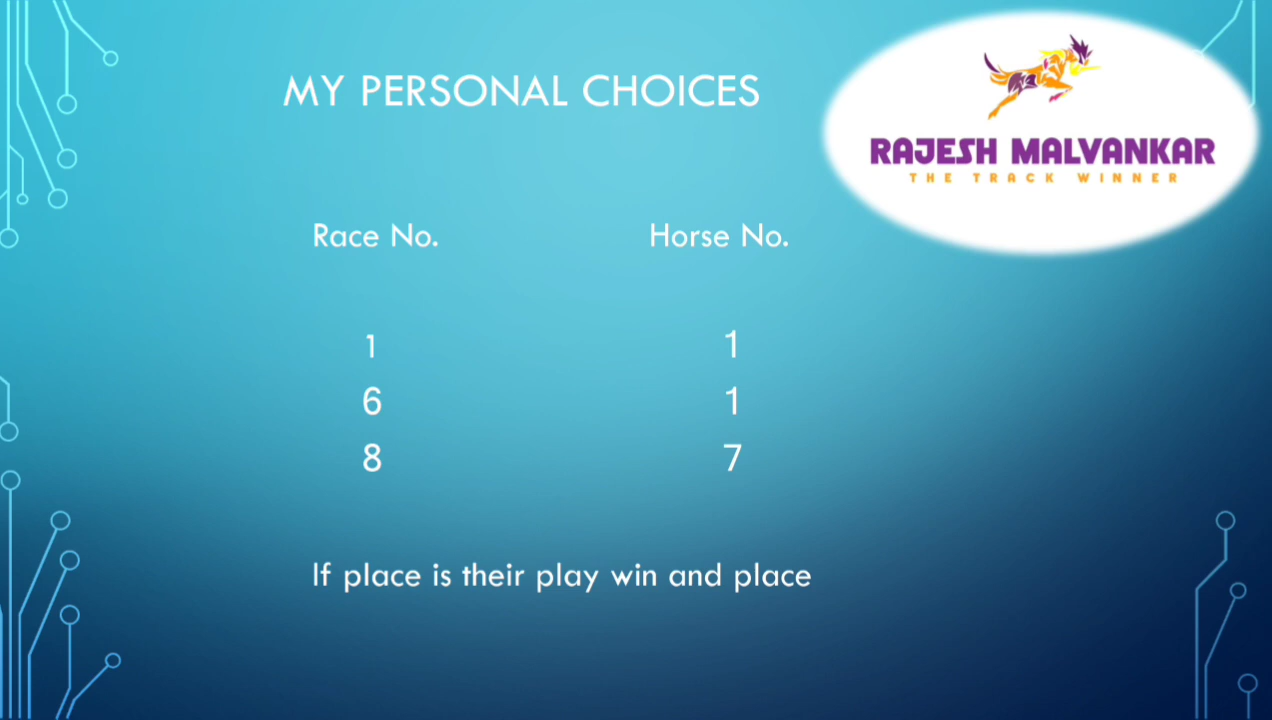 MY PERSONAL CHOICES
RAJESH MALVANKAR
THE TRACK WINNER
Race No. Horse No.
1 1
6 1
8 7
If place is their play win and place